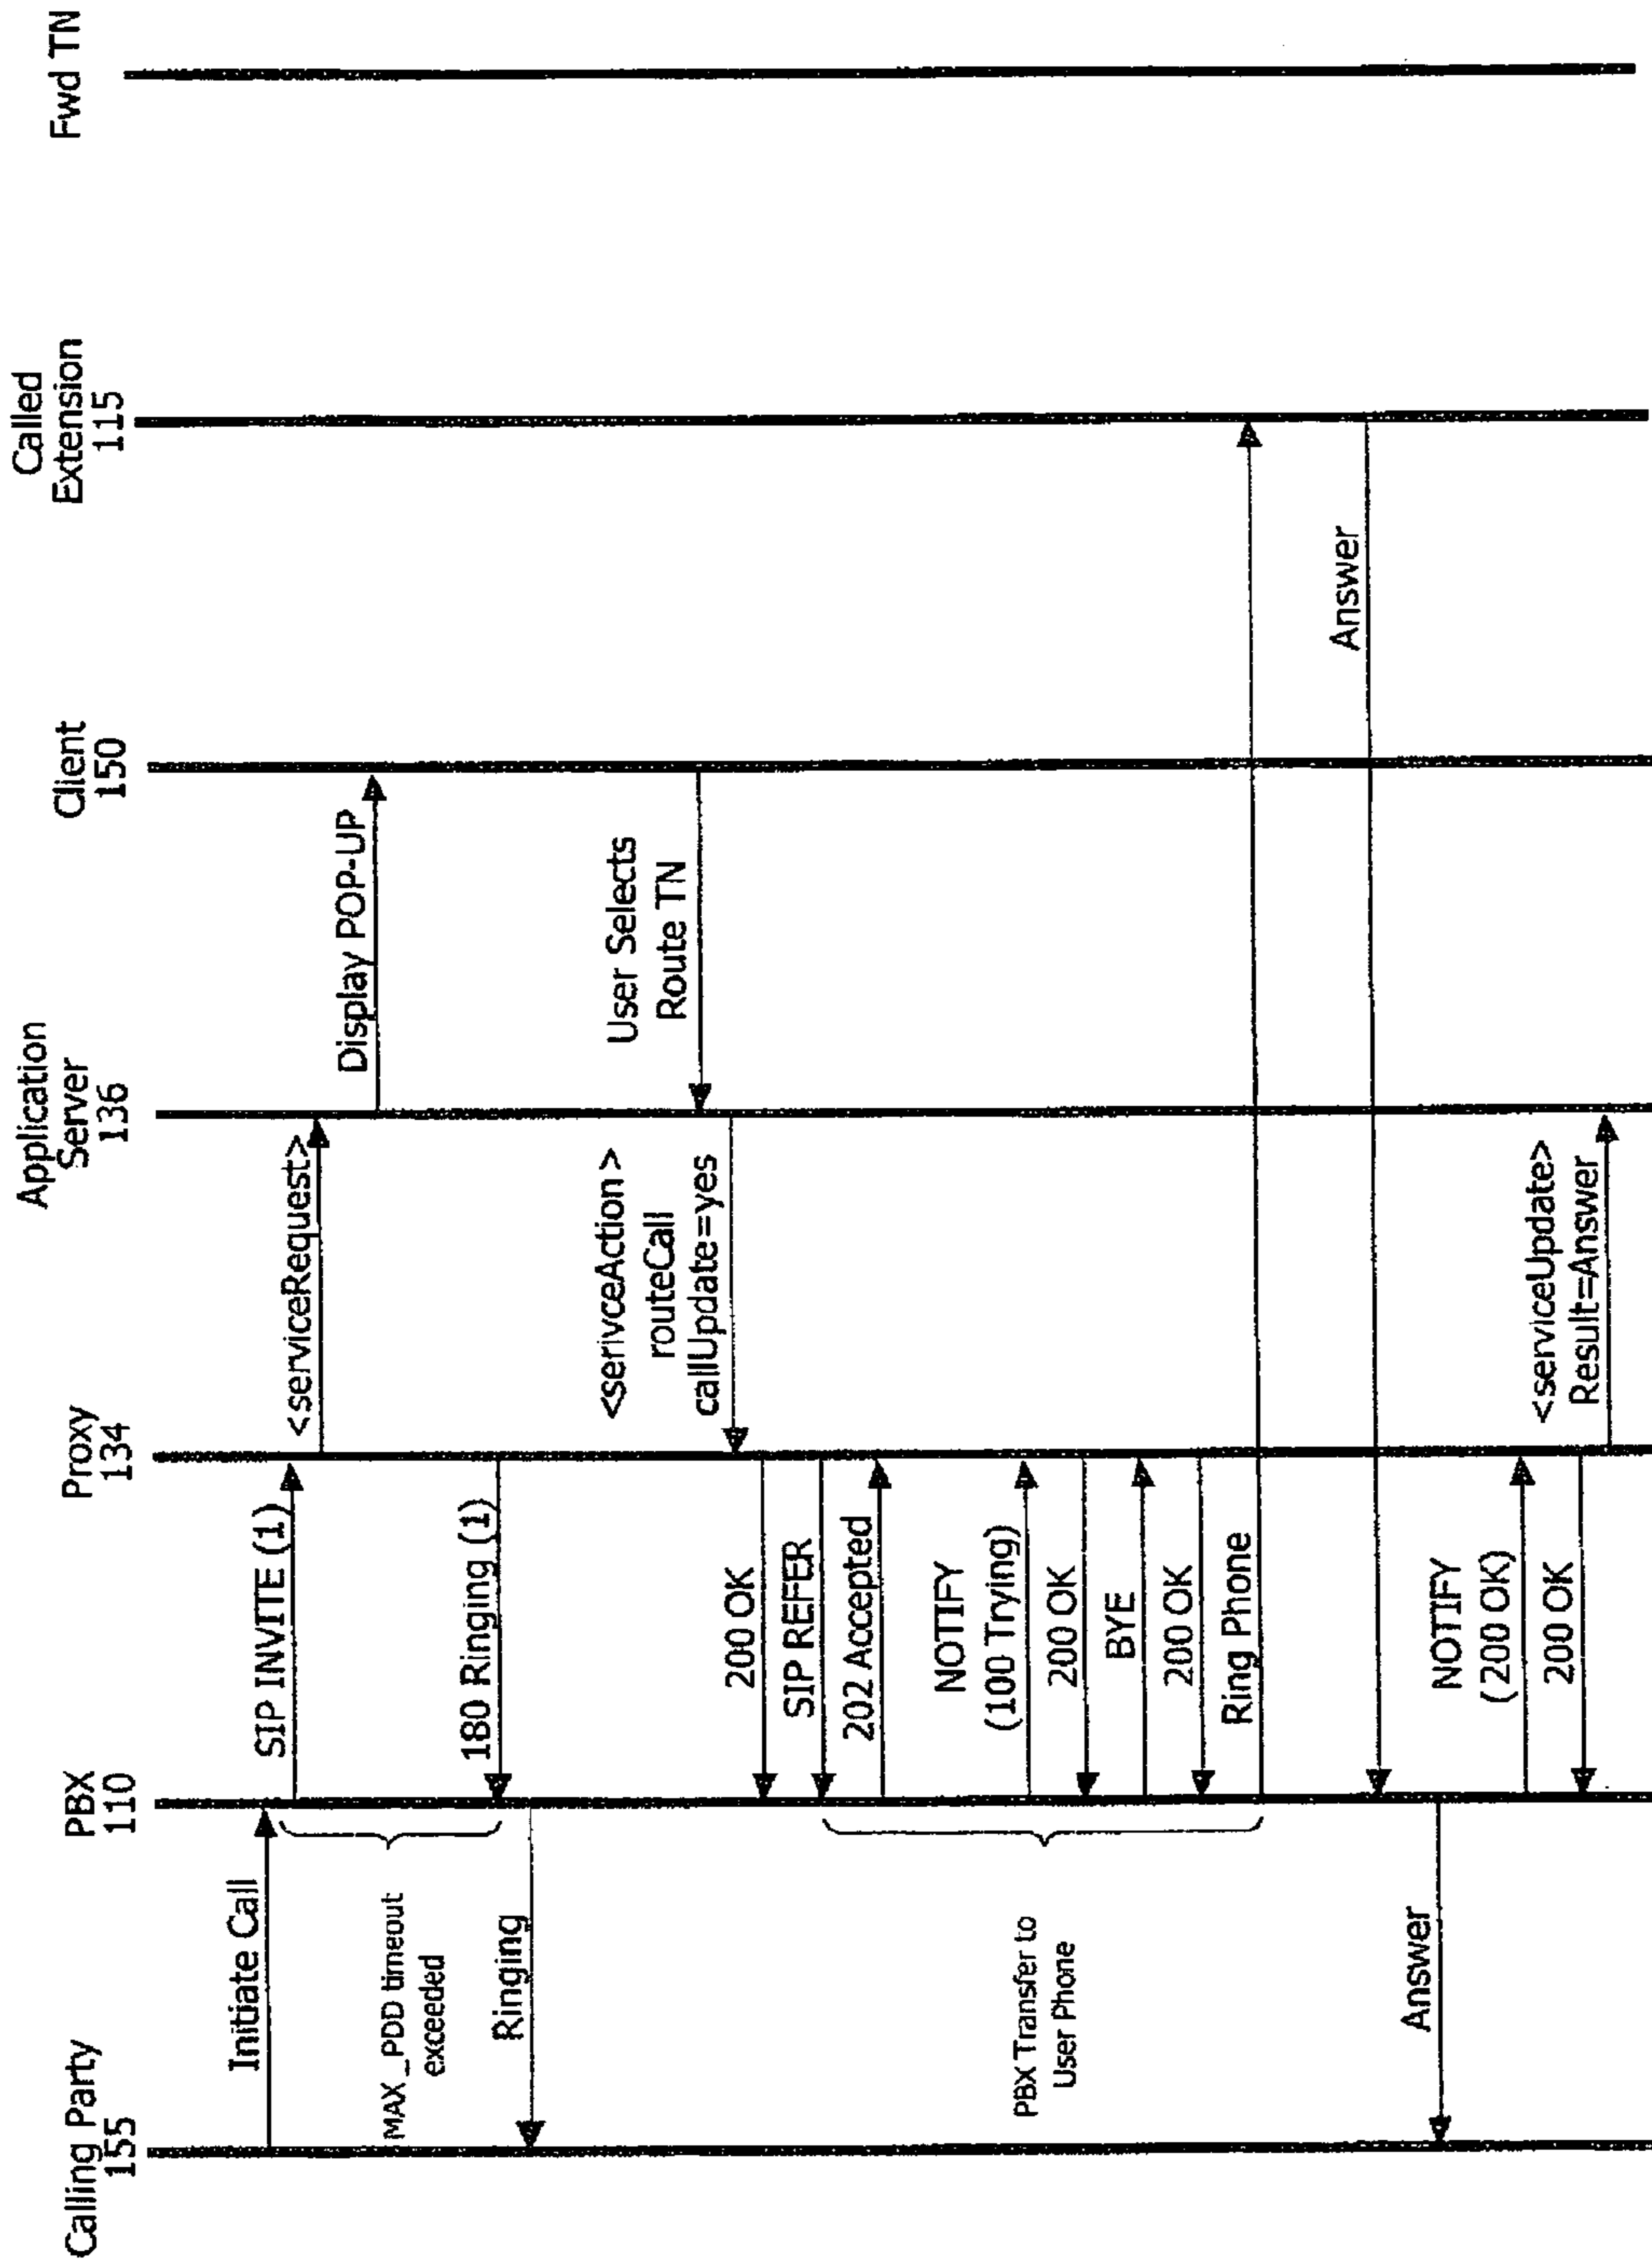 Calling Party
155
PBX
110
Proxy
134
Application
Server
136
Client
150
Called
Extension
115
Fwd TN
Initiate Call
SIP INVITE (1)
<serviceRequest>
Display POP-UP
MAX_PDD timeout
exceeded
180 Ringing (1)
Ringing
User Selects
Route TN
<serivceAction>
routeCall
callUpdate=yes
200 OK
SIP REFER
202 Accepted
NOTIFY
(100 Trying)
200 OK
BYE
200 OK
Ring Phone
PBX Transfer to
User Phone
Answer
Answer
NOTIFY
(200 OK)
200 OK
<serviceUpdate>
Result=Answer